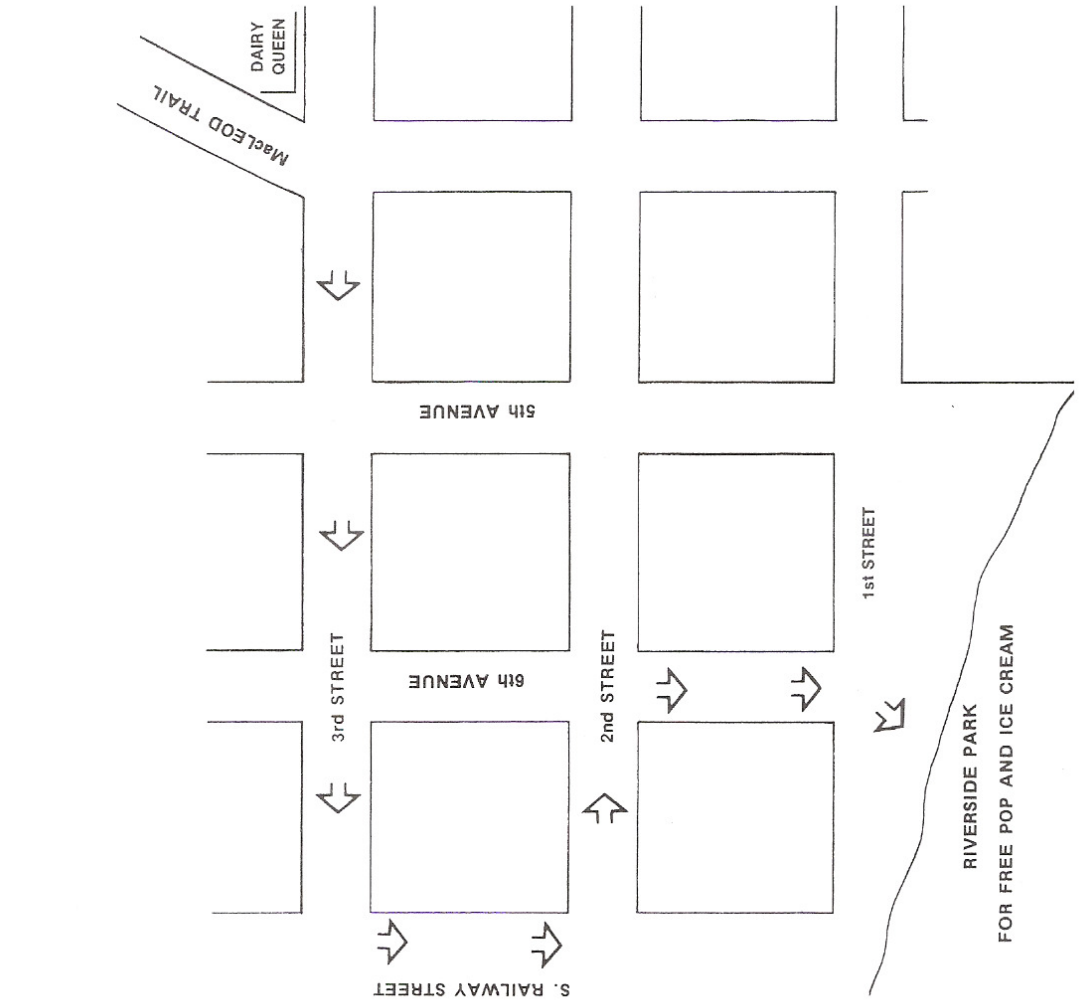 DAIRY
QUEEN
MacLEOD TRAIL
5th AVENUE
1st STREET
3rd STREET
6th AVENUE
2nd STREET
RIVERSIDE PARK
FOR FREE POP AND ICE CREAM
S. RAILWAY STREET